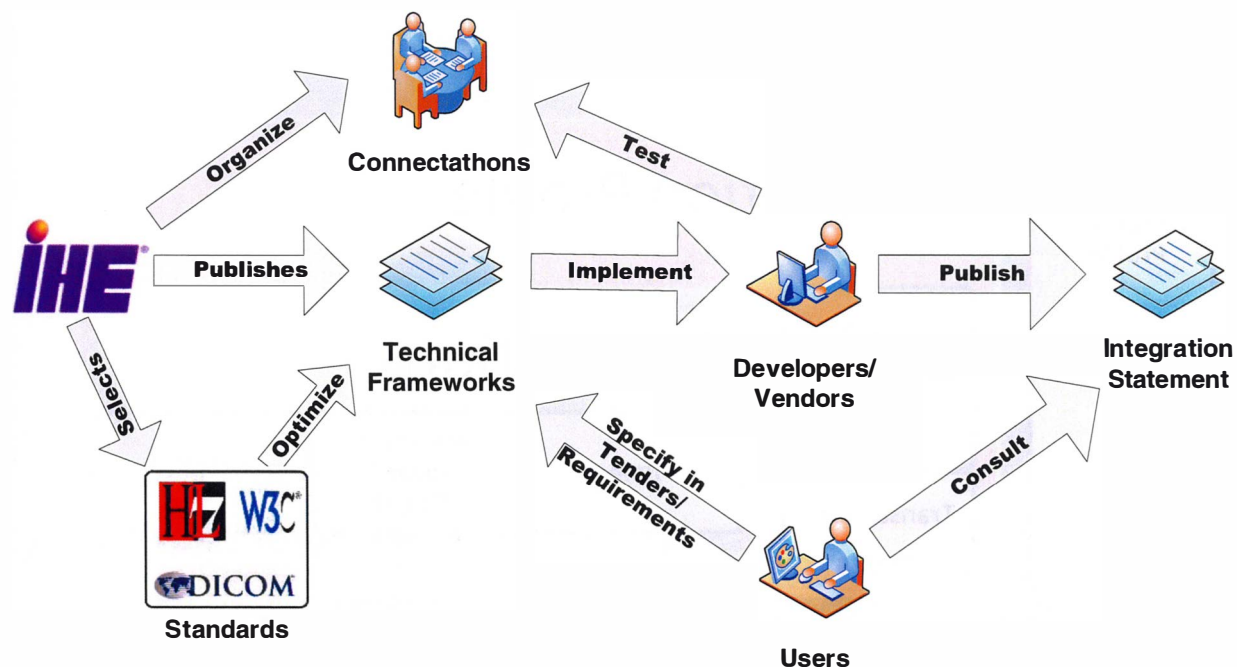 Organize
Connectathons
Test
IHE®
Publishes
Implement
Publish
Technical
Frameworks
Developers/
Vendors
Integration
Statement
Selects
Optimize
Specify in
Tenders/
Requirements
Consult
HL7
W3C®
DICOM
Standards
Users